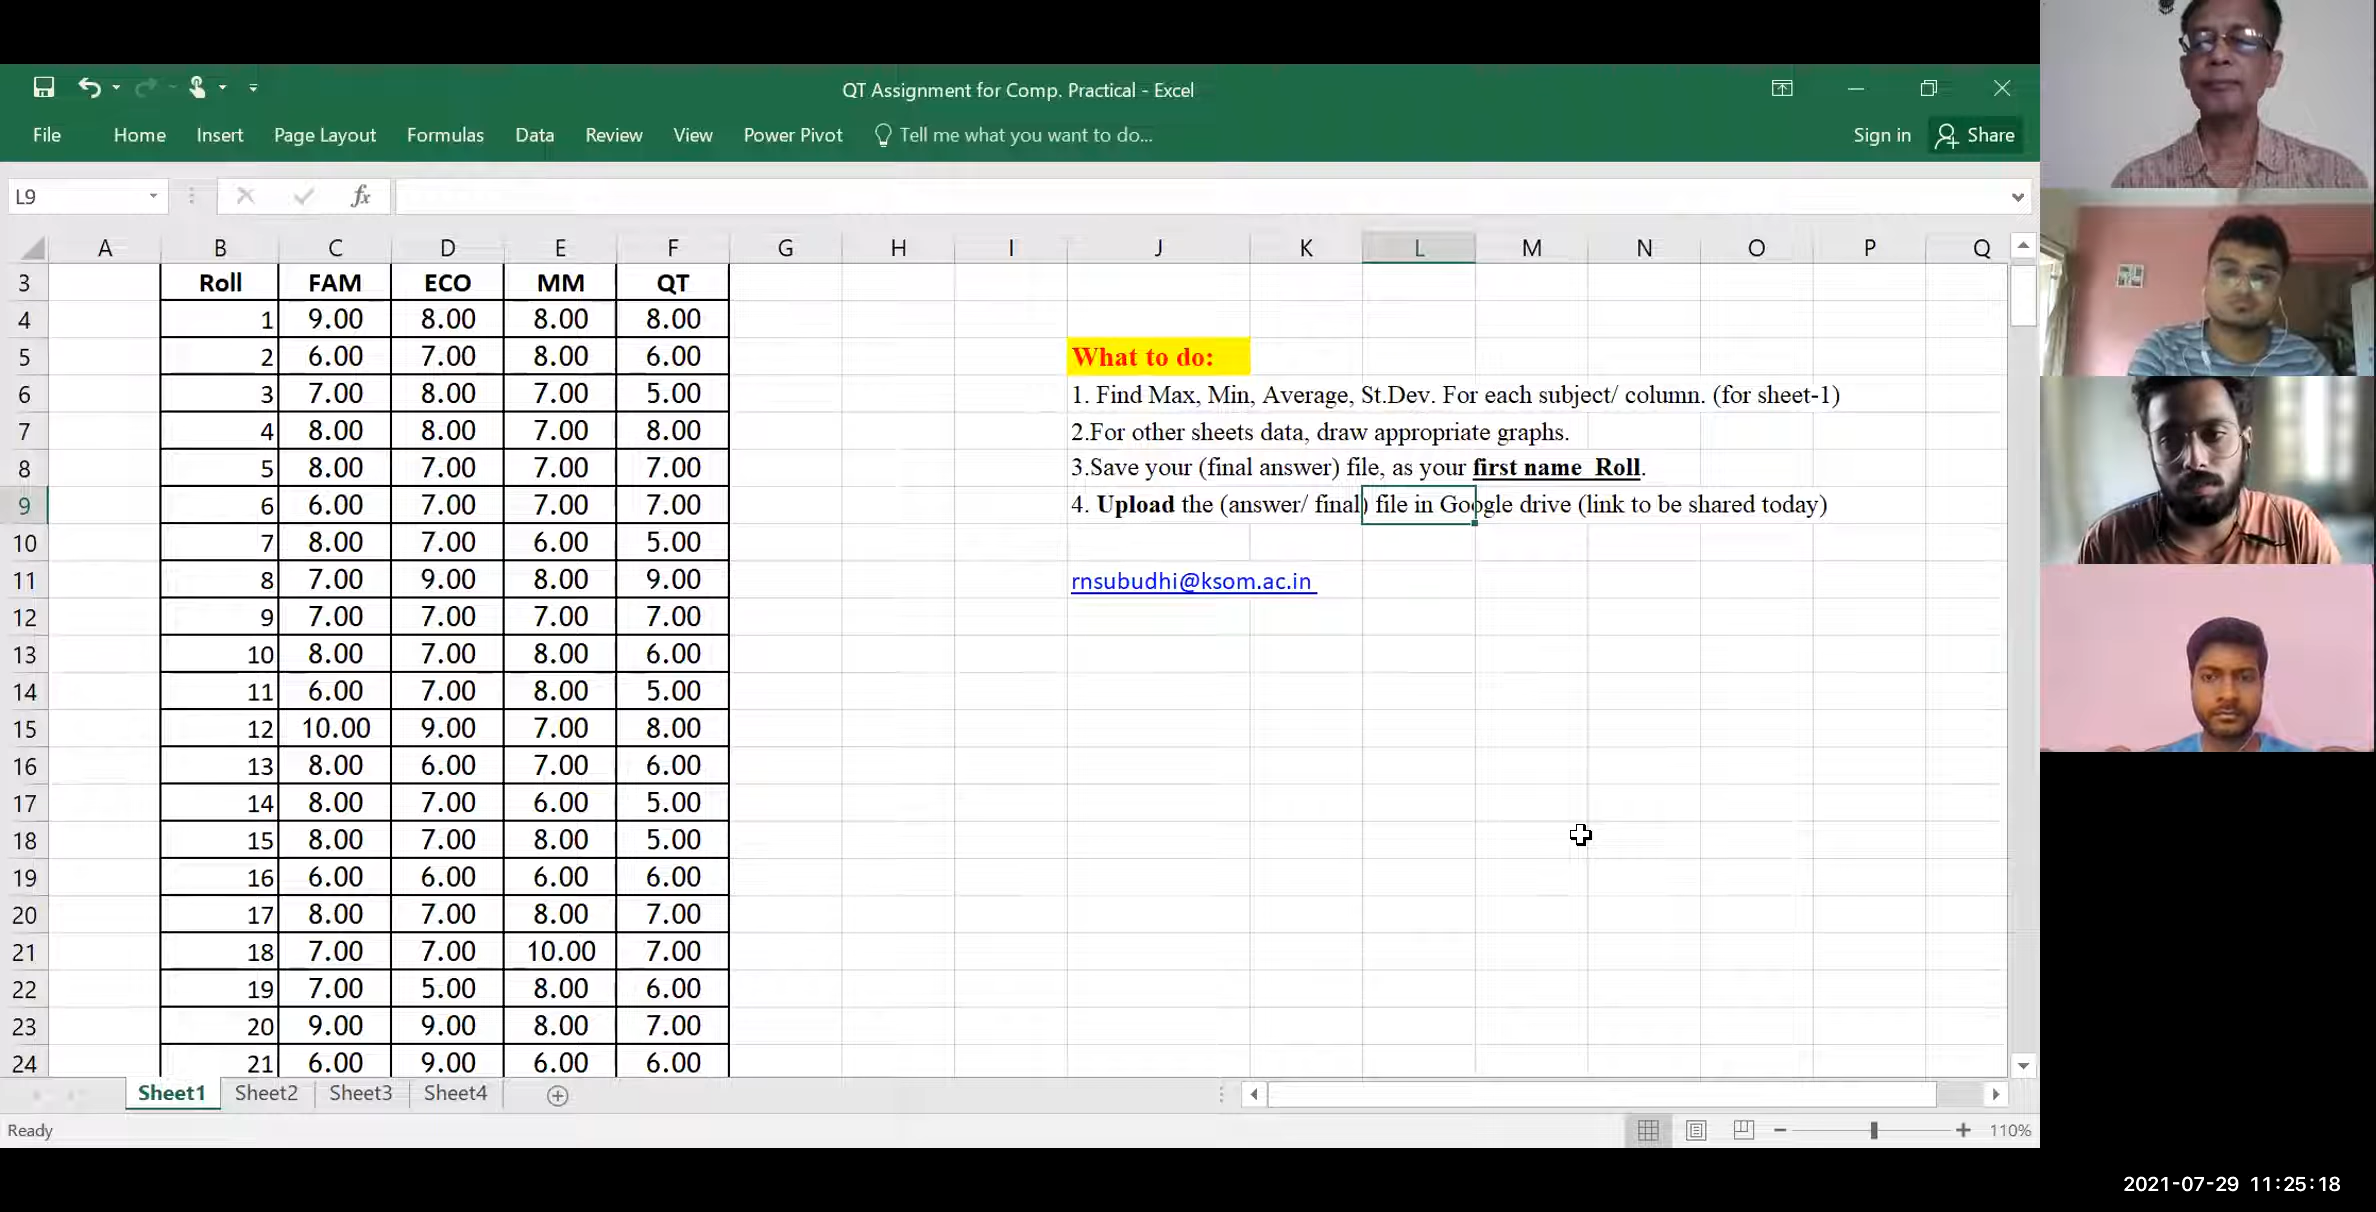 QT Assignment for Comp. Practical - Excel
File Home Insert Page Layout Formulas Data Review View Power Pivot Tell me what you want to do... Sign in Share
L9 fx
A B C D E F G H I J K L M N O P Q
3 Roll FAM ECO MM QT
4 1 9.00 8.00 8.00 8.00
5 2 6.00 7.00 8.00 6.00 What to do:
6 3 7.00 8.00 7.00 5.00 1. Find Max, Min, Average, St.Dev. For each subject/ column. (for sheet-1)
7 4 8.00 8.00 7.00 8.00 2.For other sheets data, draw appropriate graphs.
8 5 8.00 7.00 7.00 7.00 3.Save your (final answer) file, as your first name_Roll.
9 6 6.00 7.00 7.00 7.00 4. Upload the (answer/ final) file in Google drive (link to be shared today)
10 7 8.00 7.00 6.00 5.00
11 8 7.00 9.00 8.00 9.00 rnsubudhi@ksom.ac.in
12 9 7.00 7.00 7.00 7.00
13 10 8.00 7.00 8.00 6.00
14 11 6.00 7.00 8.00 5.00
15 12 10.00 9.00 7.00 8.00
16 13 8.00 6.00 7.00 6.00
17 14 8.00 7.00 6.00 5.00
18 15 8.00 7.00 8.00 5.00
19 16 6.00 6.00 6.00 6.00
20 17 8.00 7.00 8.00 7.00
21 18 7.00 7.00 10.00 7.00
22 19 7.00 5.00 8.00 6.00
23 20 9.00 9.00 8.00 7.00
24 21 6.00 9.00 6.00 6.00
Sheet1 Sheet2 Sheet3 Sheet4
Ready 110%
2021-07-29 11:25:18